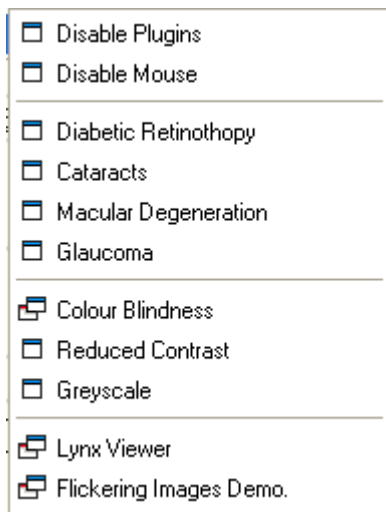 Disable Plugins
Disable Mouse
Diabetic Retinothopy
Cataracts
Macular Degeneration
Glaucoma
Colour Blindness
Reduced Contrast
Greyscale
Lynx Viewer
Flickering Images Demo.